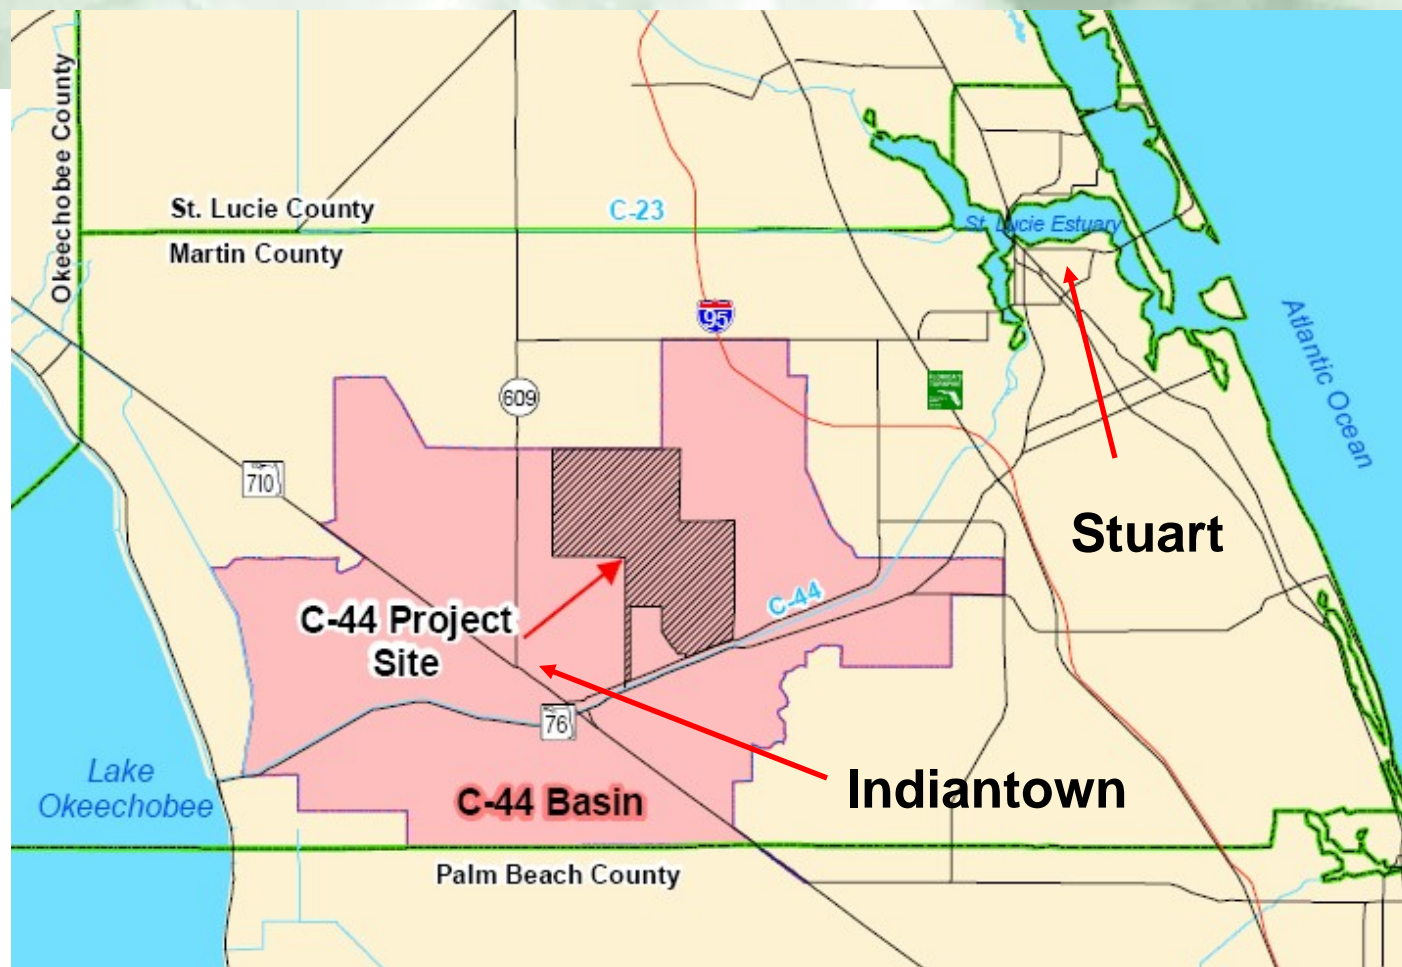 Okeechobee County
St. Lucie County
Martin County
C-23
St. Lucie Estuary
95
Atlantic Ocean
609
710
C-44 Project
Site
C-44
Stuart
76
Indiantown
Lake
Okeechobee
C-44 Basin
Palm Beach County